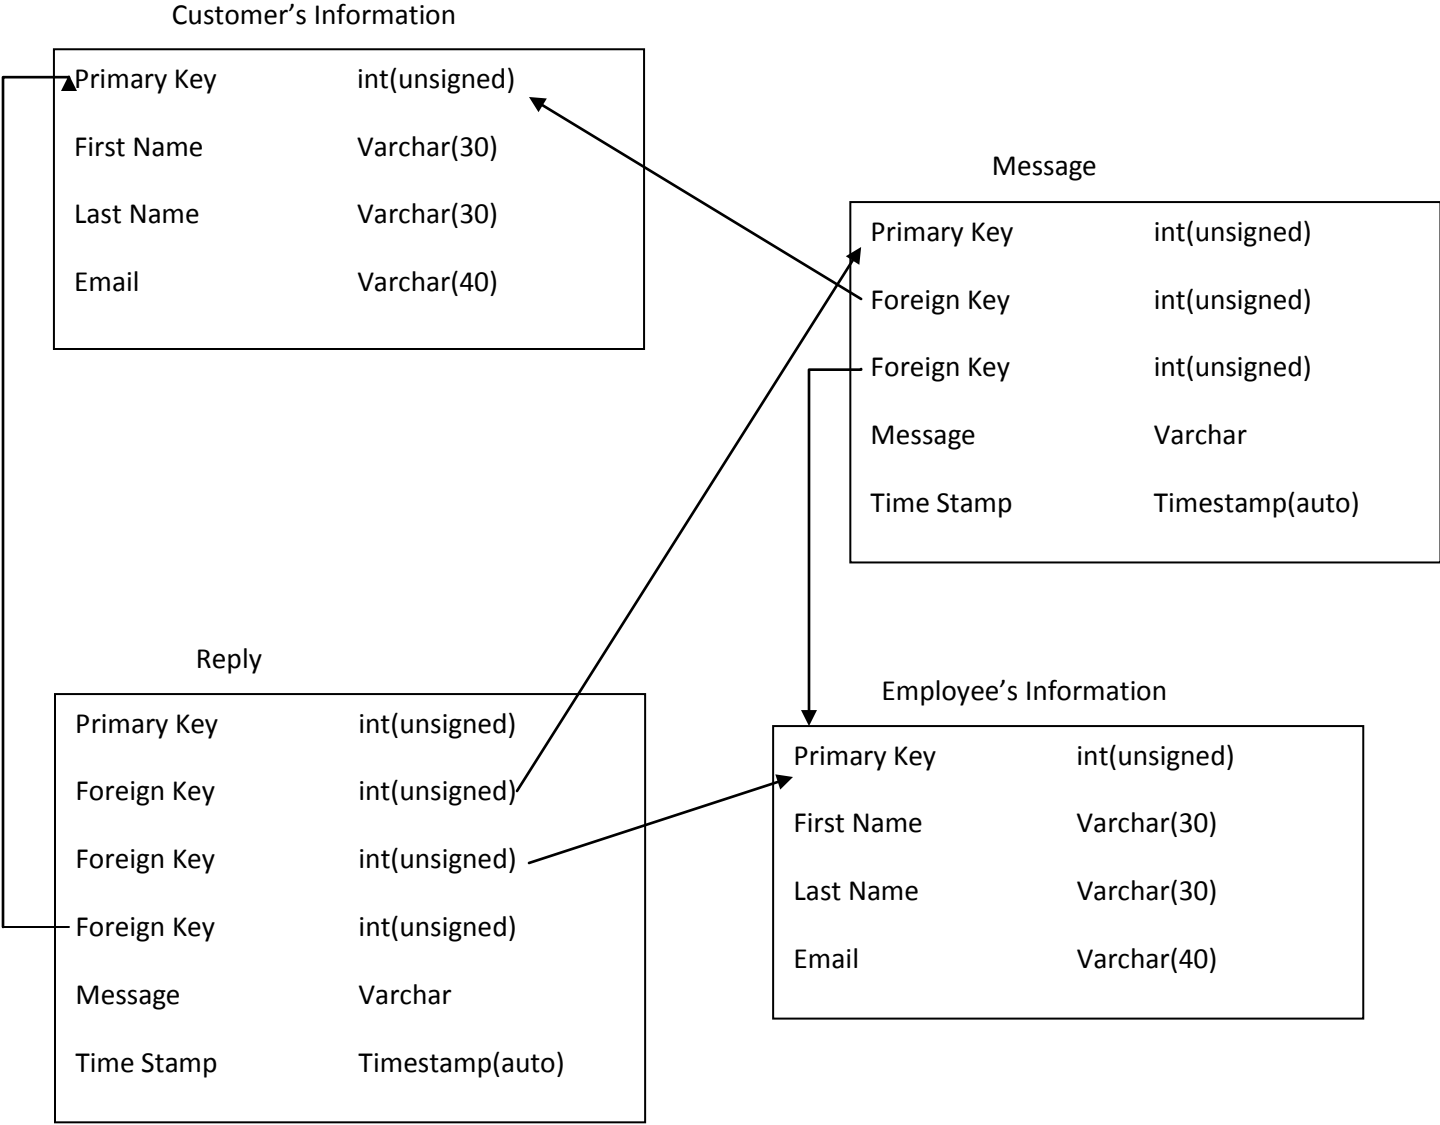 Customer’s Information
Primary Key int(unsigned)
First Name Varchar(30)
Last Name Varchar(30)
Email Varchar(40)
Message
Primary Key int(unsigned)
Foreign Key int(unsigned)
Foreign Key int(unsigned)
Message Varchar
Time Stamp Timestamp(auto)
Reply
Primary Key int(unsigned)
Foreign Key int(unsigned)
Foreign Key int(unsigned)
Foreign Key int(unsigned)
Message Varchar
Time Stamp Timestamp(auto)
Employee’s Information
Primary Key int(unsigned)
First Name Varchar(30)
Last Name Varchar(30)
Email Varchar(40)